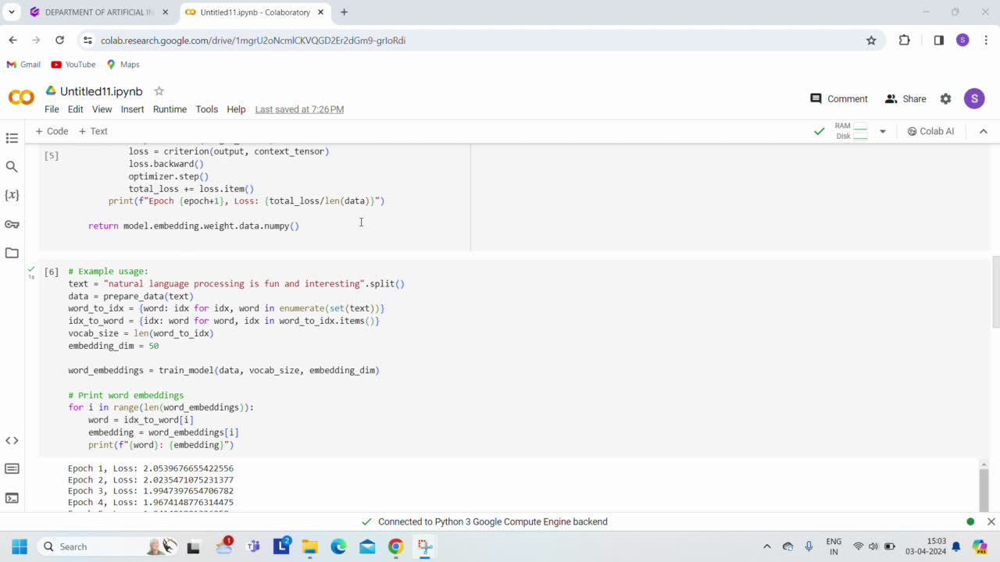 DEPARTMENT OF ARTIFICIAL IN
Untitled11.ipynb - Colaboratory
colab.research.google.com/drive/1mgrU2oNcmlCKVQGD2Er2dGm9-grIoRdi
S
Gmail YouTube Maps
Untitled11.ipynb
File Edit View Insert Runtime Tools Help Last saved at 7:26 PM
Comment Share S
+ Code + Text
RAM
Disk
Colab AI
[5]
loss = criterion(output, context_tensor)
loss.backward()
optimizer.step()
total_loss += loss.item()
print(f"Epoch {epoch+1}, Loss: {total_loss/len(data)}")
return model.embedding.weight.data.numpy()
[6] # Example usage:
1s
text = "natural language processing is fun and interesting".split()
data = prepare_data(text)
word_to_idx = {word: idx for idx, word in enumerate(set(text))}
idx_to_word = {idx: word for word, idx in word_to_idx.items()}
vocab_size = len(word_to_idx)
embedding_dim = 50
word_embeddings = train_model(data, vocab_size, embedding_dim)
# Print word embeddings
for i in range(len(word_embeddings)):
word = idx_to_word[i]
embedding = word_embeddings[i]
print(f"{word}: {embedding}")
Epoch 1, Loss: 2.0539676655422556
Epoch 2, Loss: 2.0235471075231377
Epoch 3, Loss: 1.9947397654706782
Epoch 4, Loss: 1.9674148776314475
Connected to Python 3 Google Compute Engine backend
Search
1
2
ENG
IN
15:03
03-04-2024
PRE